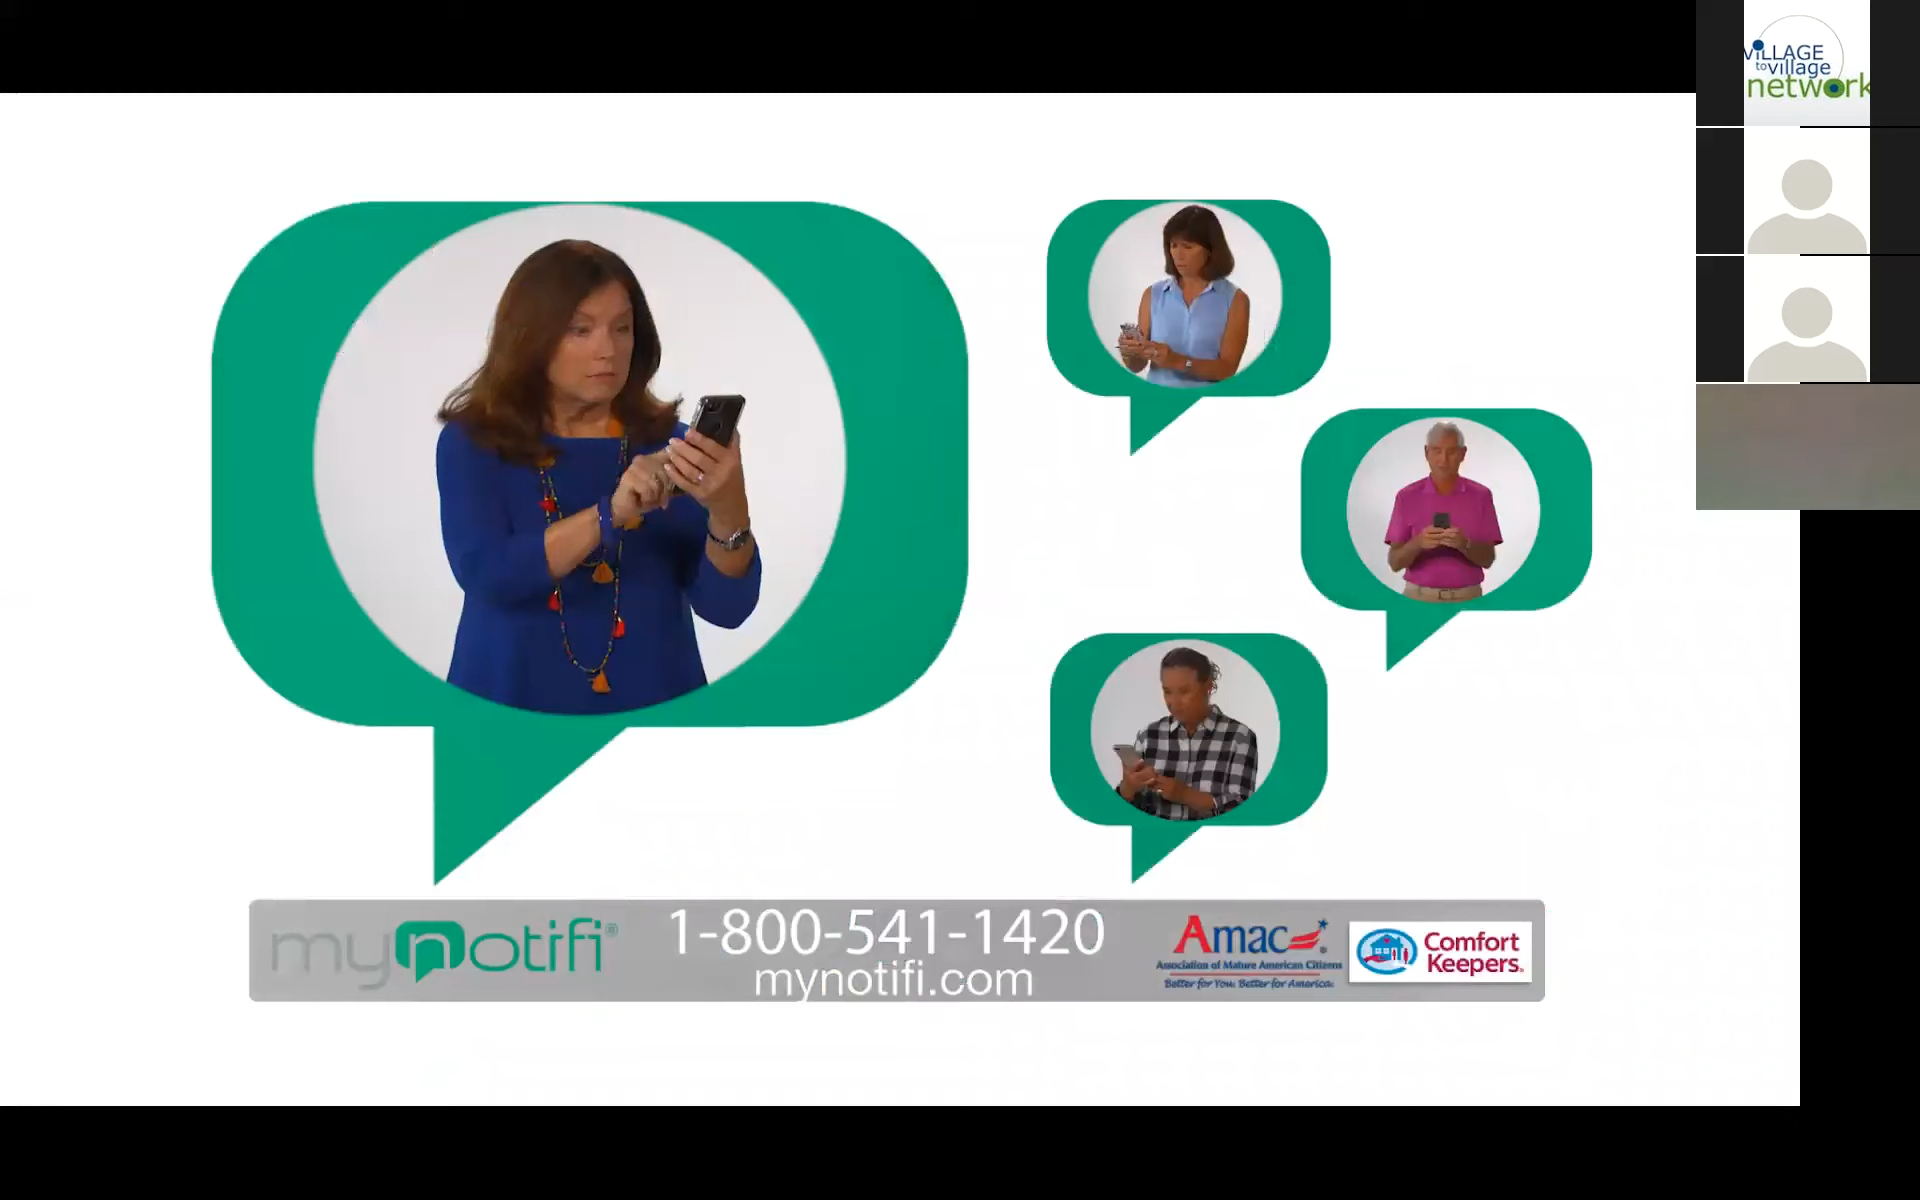 VILLAGE
to village
network
mynotifi®
1-800-541-1420
mynotifi.com
Amac®
Association of Mature American Citizens
Better for You. Better for America.
Comfort
Keepers®